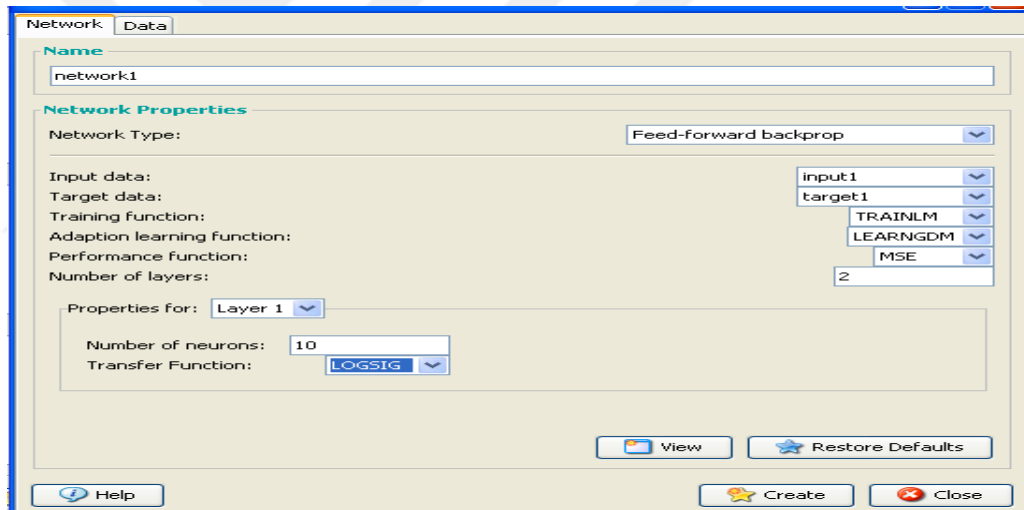 Network Data
Name
network1
Network Properties
Network Type: Feed-forward backprop
Input data: input1
Target data: target1
Training function: TRAINLM
Adaption learning function: LEARNGDM
Performance function: MSE
Number of layers: 2
Properties for: Layer 1
Number of neurons: 10
Transfer Function: LOGSIG
View Restore Defaults
Help Create Close